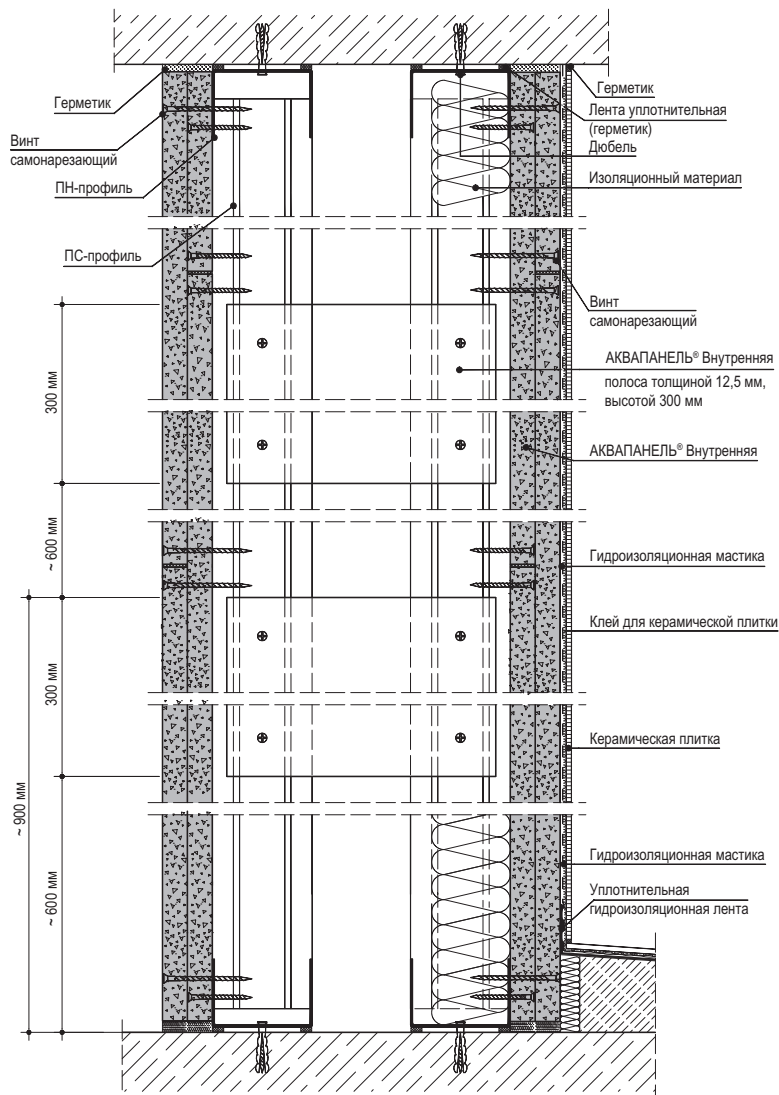 Герметик
Винт
самонарезающий
ПН-профиль
ПС-профиль
300 мм
~ 600 мм
300 мм
~ 900 мм
~ 600 мм
Герметик
Лента уплотнительная
(герметик)
Дюбель
Изоляционный материал
Винт
самонарезающий
АКВАПАНЕЛЬ® Внутренняя
полоса толщиной 12,5 мм,
высотой 300 мм
АКВАПАНЕЛЬ® Внутренняя
Гидроизоляционная мастика
Клей для керамической плитки
Керамическая плитка
Гидроизоляционная мастика
Уплотнительная
гидроизоляционная лента